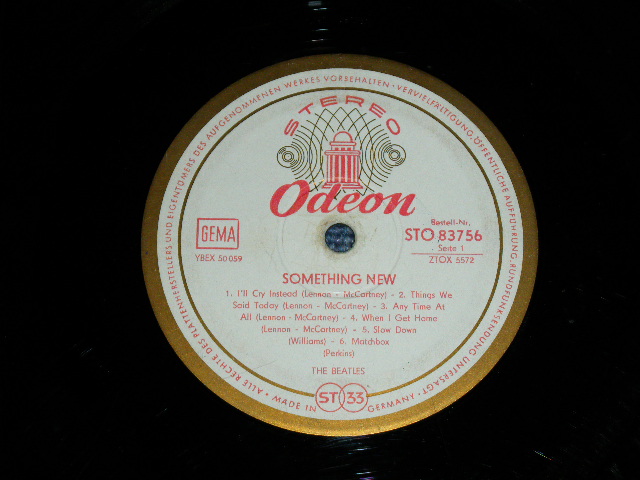 ALLE RECHTE DES PLATTENHERSTELLERS UND EIGENTÜMERS DES AUFGENOMMENEN WERKES VORBEHALTEN · VERVIELFÄLTIGUNG, ÖFFENTLICHE AUFFÜHRUNG, RUNDFUNKSENDUNG UNTERSAGT ·
STEREO
Odeon
GEMA
YBEX 50 059
Bestell-Nr.
STO 83756
Seite 1
ZTOX 5572
SOMETHING NEW
1. I'll Cry Instead (Lennon - McCartney) - 2. Things We
Said Today (Lennon - McCartney) - 3. Any Time At
All (Lennon - McCartney) - 4. When I Get Home
(Lennon - McCartney) - 5. Slow Down
(Williams) - 6. Matchbox
(Perkins)
THE BEATLES
MADE IN GERMANY
ST 33